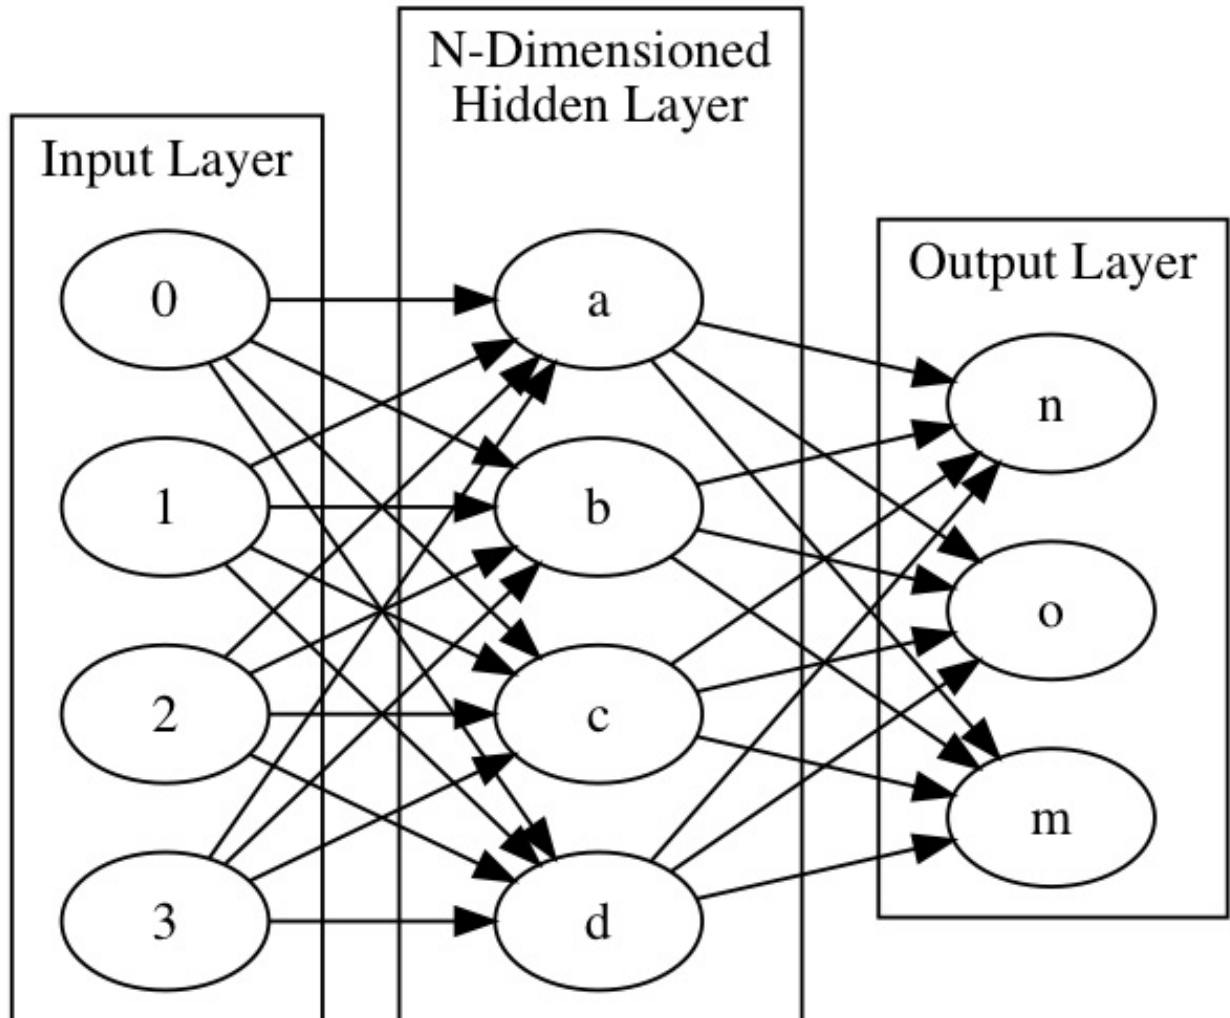 Input Layer
0
1
2
3
N-Dimensioned
Hidden Layer
a
b
c
d
Output Layer
n
o
m